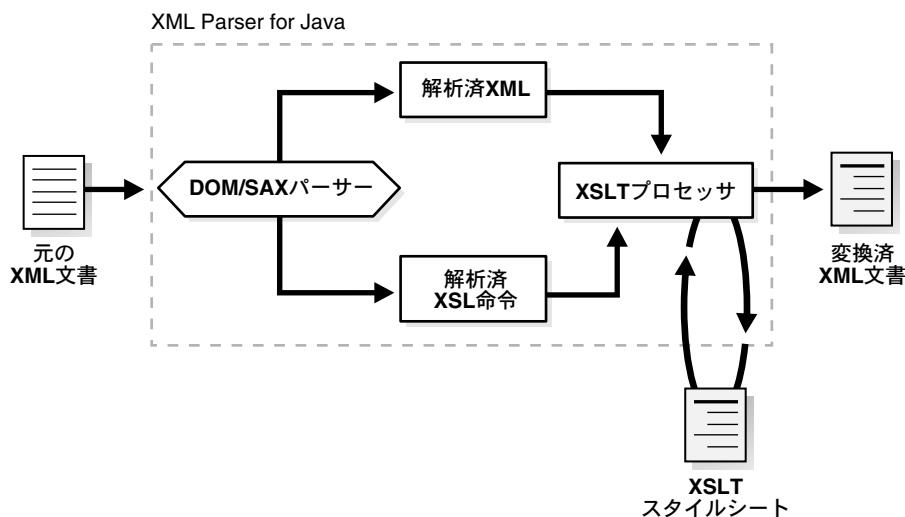 XML Parser for Java
解析済XML
DOM/SAXパーサー
XSLTプロセッサ
元の
XML文書
解析済
XSL命令
変換済
XML文書
XSLT
スタイルシート